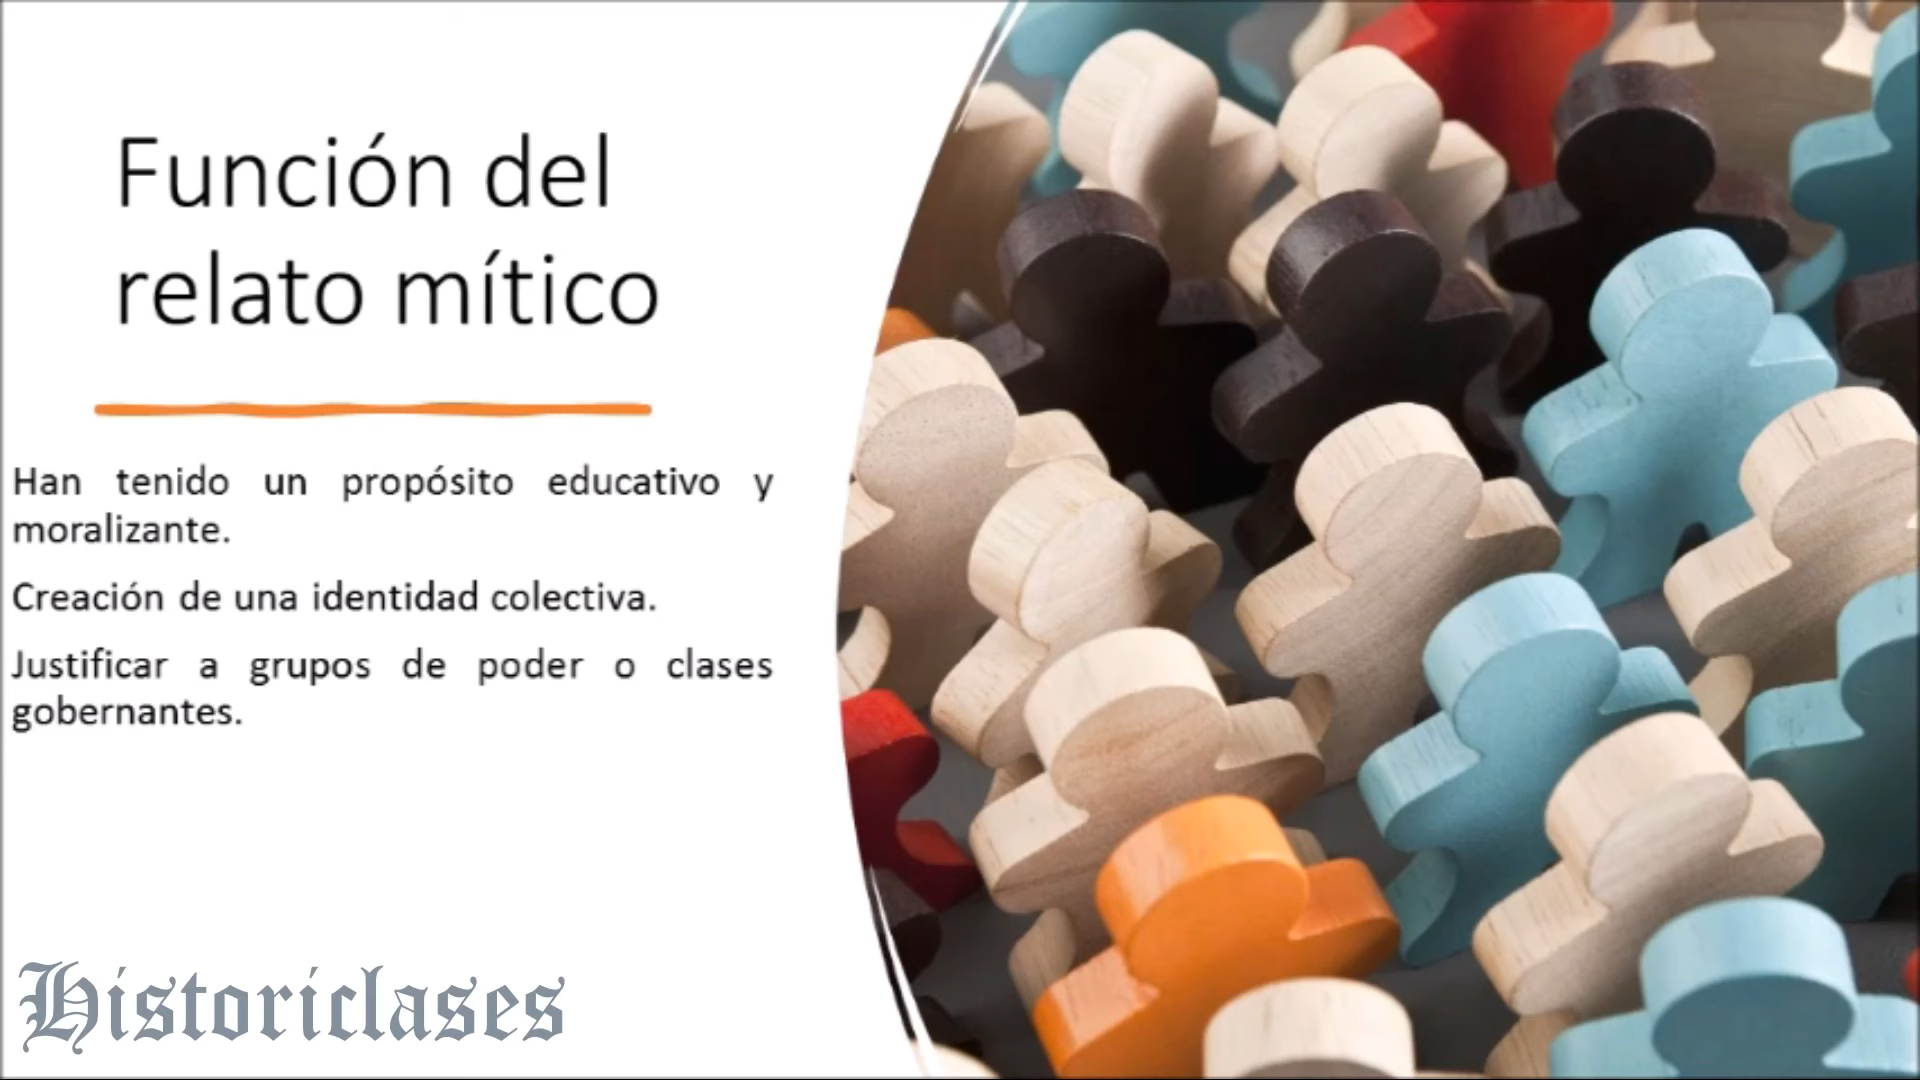 Función del
relato mítico
Han tenido un propósito educativo y
moralizante.
Creación de una identidad colectiva.
Justificar a grupos de poder o clases
gobernantes.
Historiclases